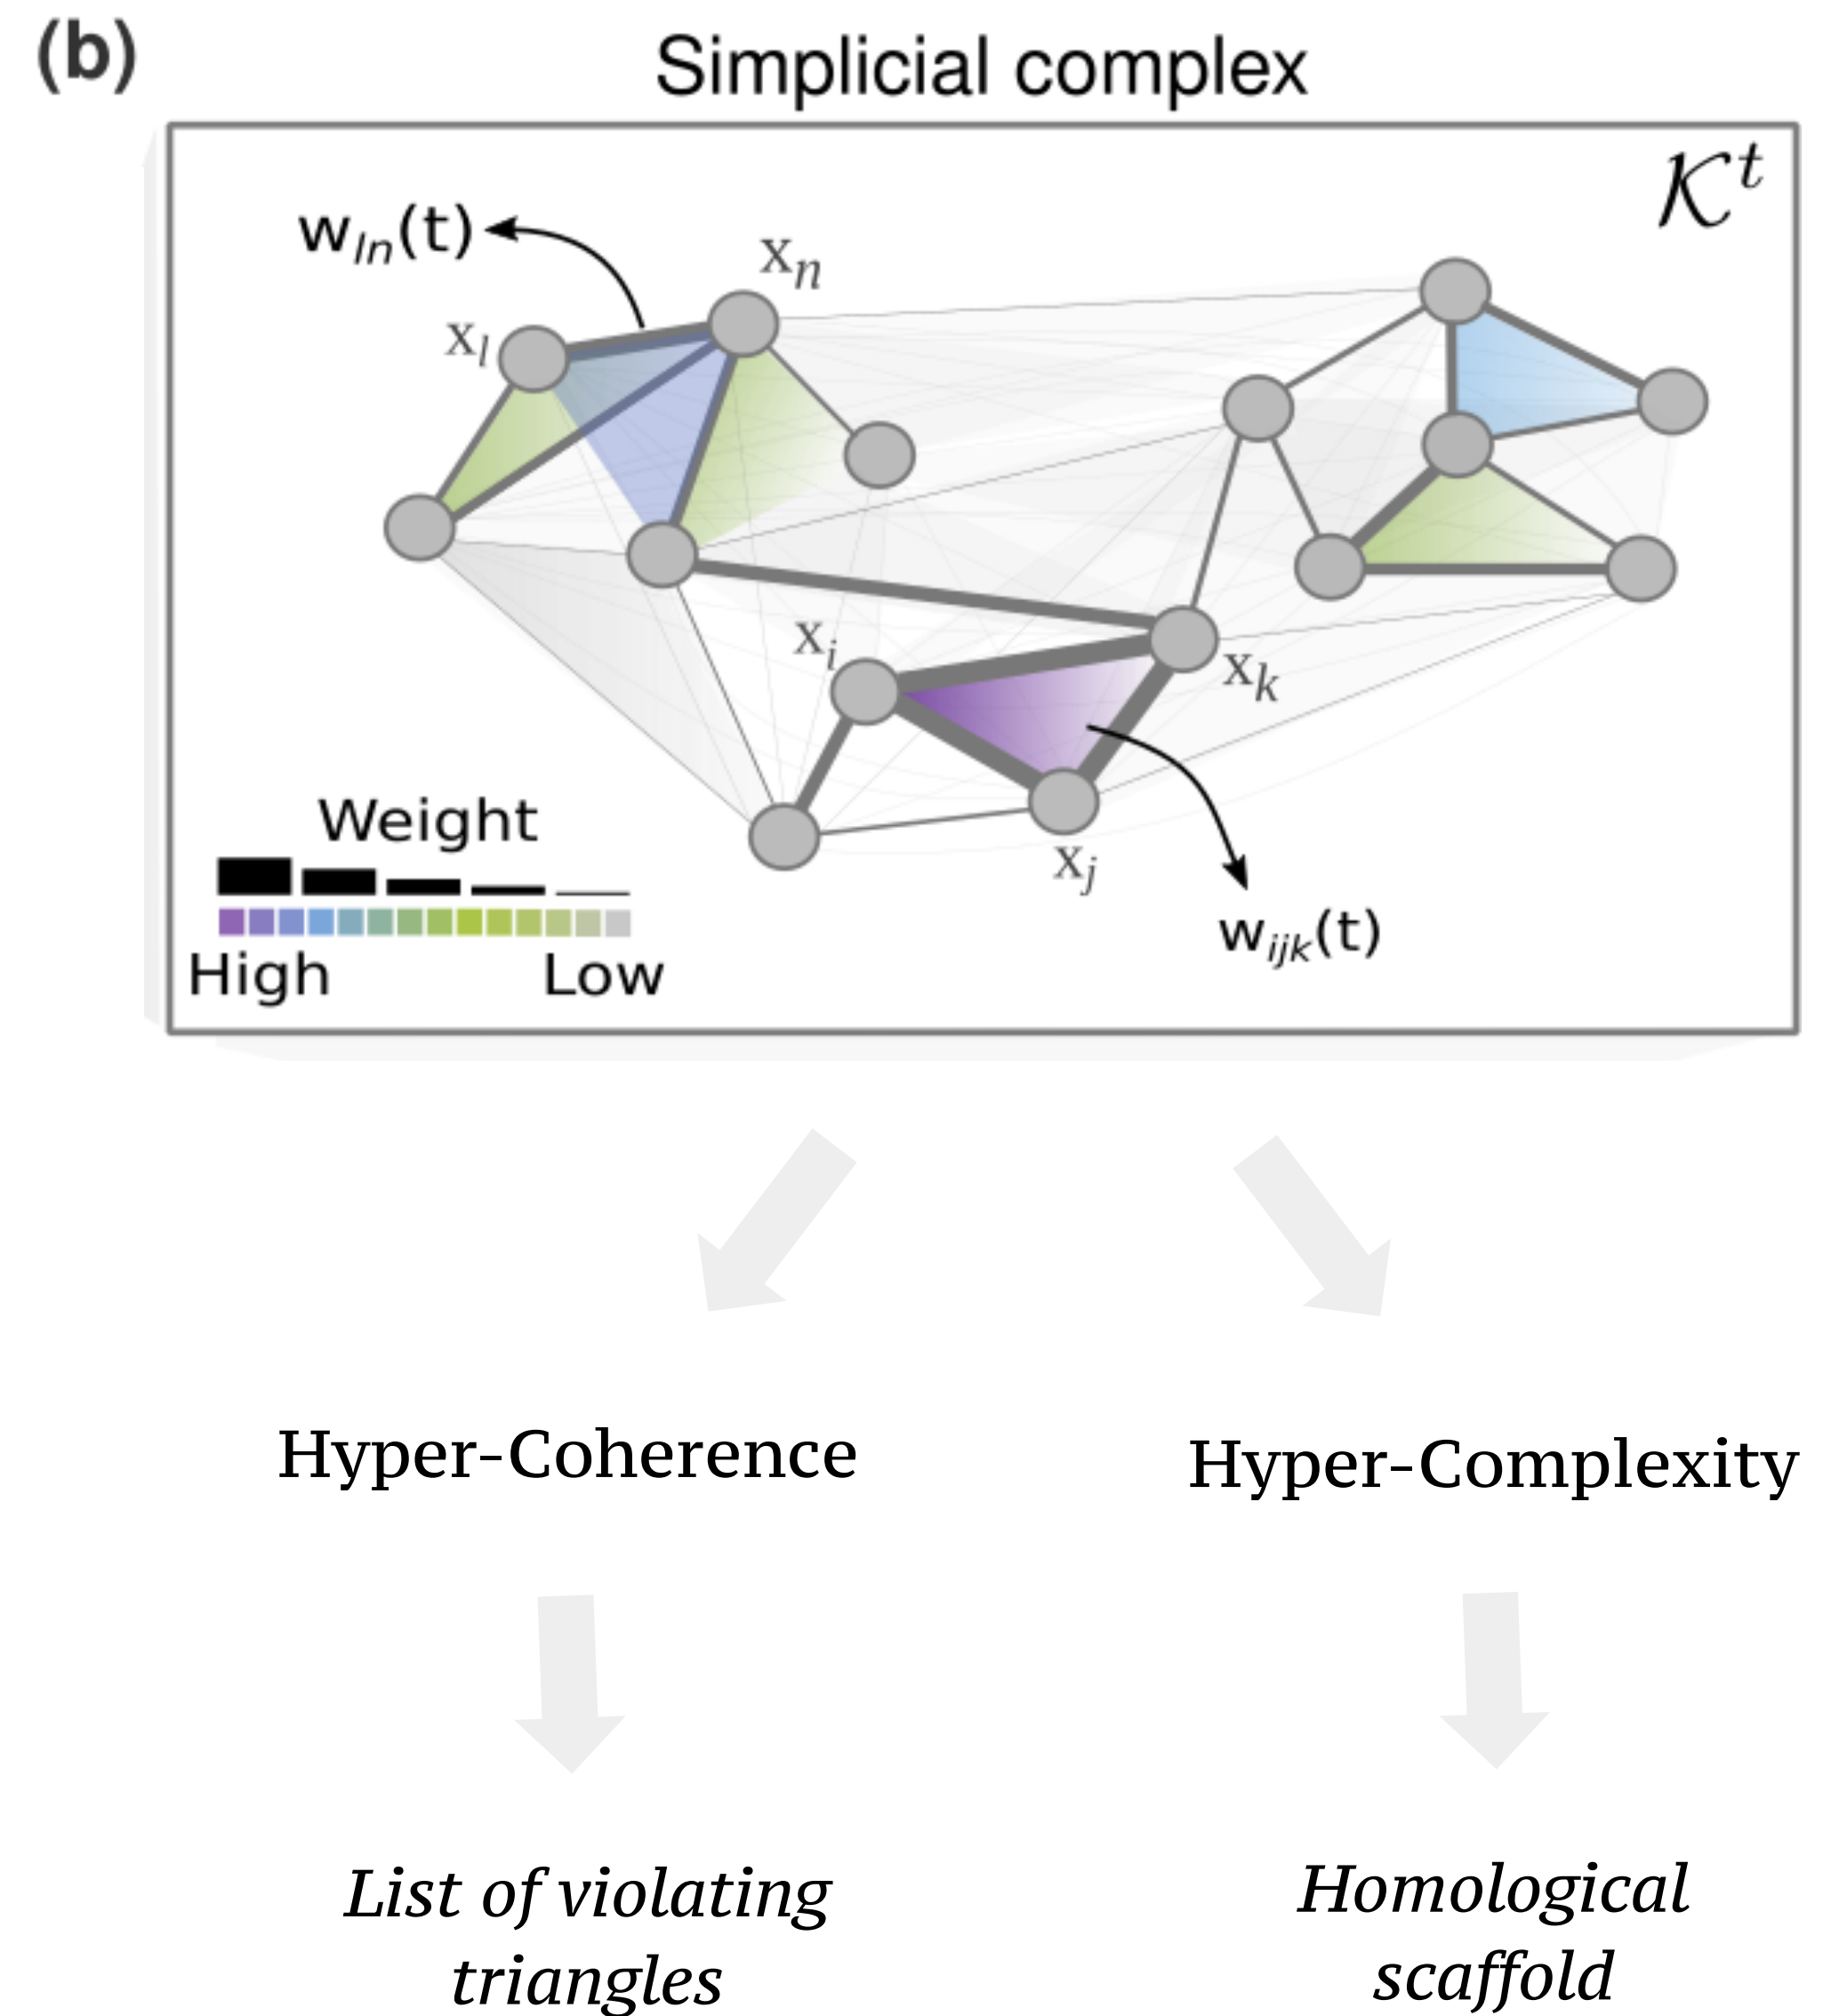 (b)
Simplicial complex
𝒦ᵗ
w_ln(t)
x_n
x_l
x_i
x_k
x_j
w_ijk(t)
Weight
High Low
Hyper-Coherence
Hyper-Complexity
List of violating
triangles
Homological
scaffold